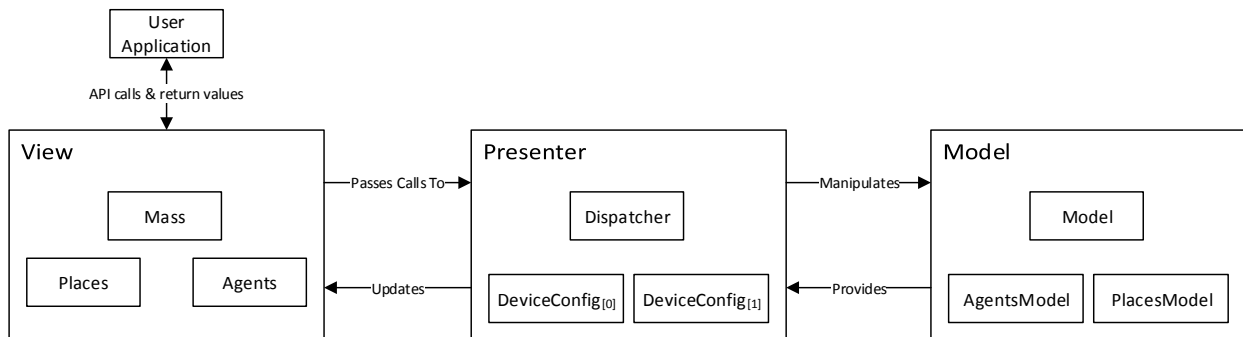 User
Application
API calls & return values
View
Mass
Places
Agents
Passes Calls To
Updates
Presenter
Dispatcher
DeviceConfig[0]
DeviceConfig[1]
Manipulates
Provides
Model
Model
AgentsModel
PlacesModel